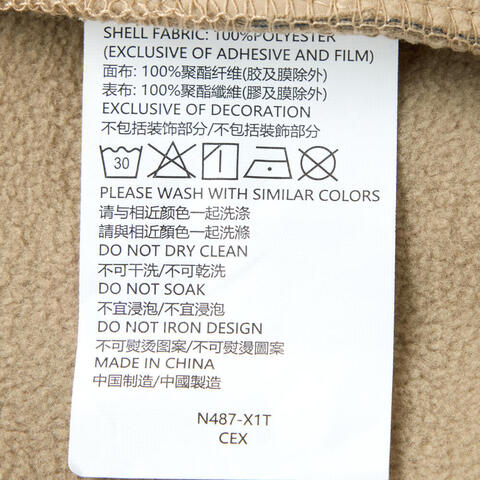 SHELL FABRIC: 100%POLYESTER
(EXCLUSIVE OF ADHESIVE AND FILM)
面布: 100%聚酯纤维(胶及膜除外)
表布: 100%聚酯纖維(膠及膜除外)
EXCLUSIVE OF DECORATION
不包括装饰部分/不包括裝飾部分
30
PLEASE WASH WITH SIMILAR COLORS
请与相近颜色一起洗涤
請與相近顏色一起洗滌
DO NOT DRY CLEAN
不可干洗/不可乾洗
DO NOT SOAK
不宜浸泡/不宜浸泡
DO NOT IRON DESIGN
不可熨烫图案/不可熨燙圖案
MADE IN CHINA
中国制造/中國製造
N487-X1T
CEX